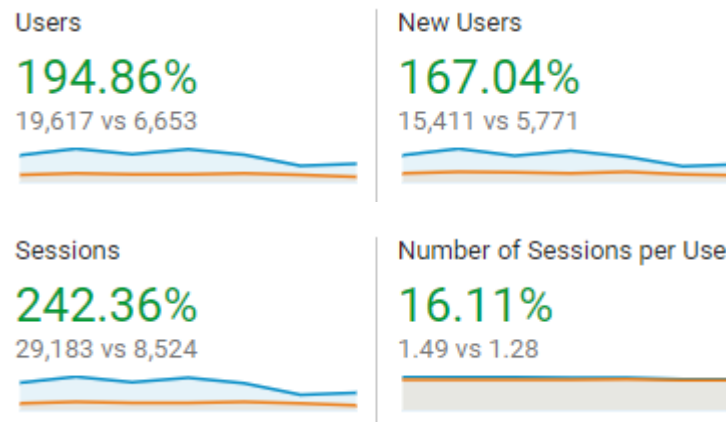 Users
194.86%
19,617 vs 6,653
New Users
167.04%
15,411 vs 5,771
Sessions
242.36%
29,183 vs 8,524
Number of Sessions per Use
16.11%
1.49 vs 1.28